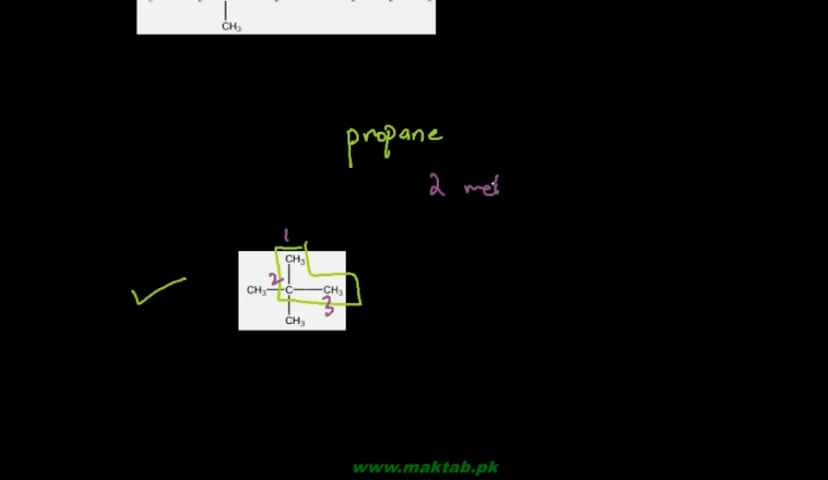 CH₃
propane
2 met
1
CH₃
2
CH₃—C—CH₃
3
CH₃
www.maktab.pk